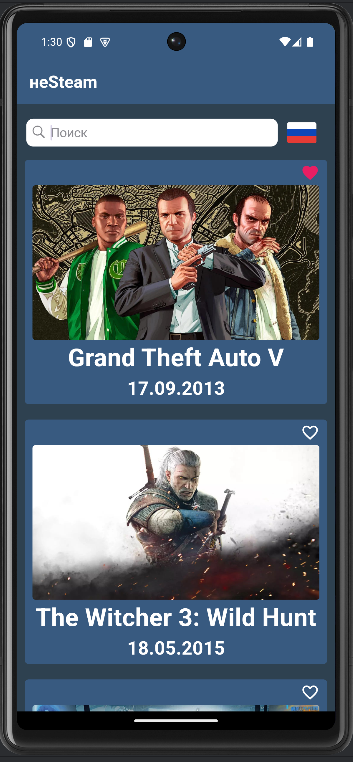 1:30
неSteam
Поиск
Grand Theft Auto V
17.09.2013
The Witcher 3: Wild Hunt
18.05.2015